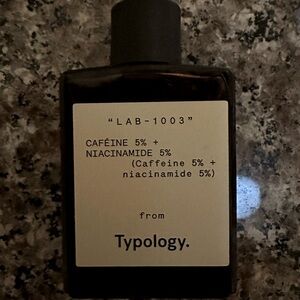 "LAB-1003"
CAFÉINE 5% +
NIACINAMIDE 5%
(Caffeine 5% +
niacinamide 5%)
from
Typology.